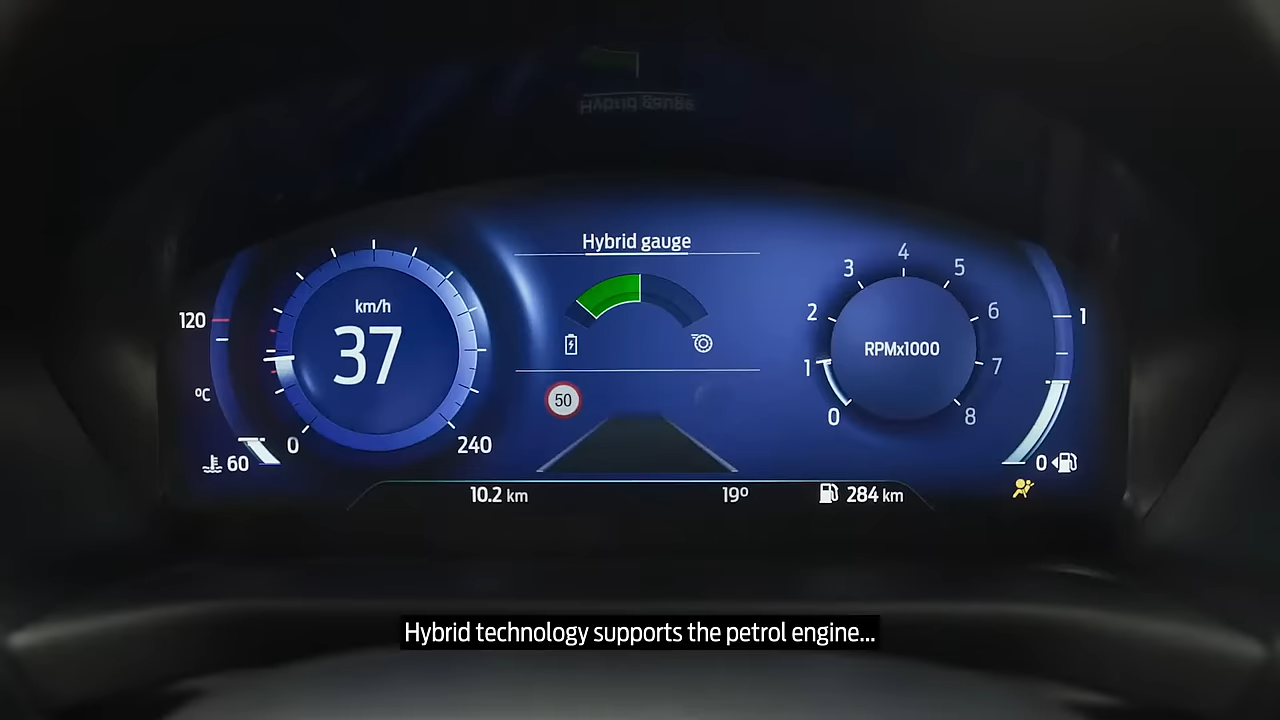 Hybrid gauge
km/h
37
0
240
120
ºC
60
50
0
1
2
3
4
5
6
7
8
RPMx1000
1
0
10.2 km
19º
284 km
Hybrid technology supports the petrol engine...